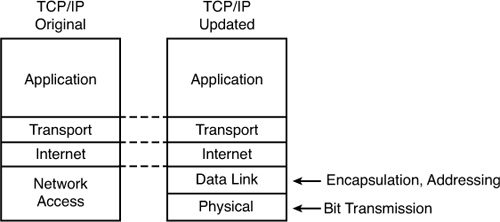 TCP/IP
Original
TCP/IP
Updated
Application
Application
Transport
Transport
Internet
Internet
Network
Access
Data Link
Encapsulation, Addressing
Physical
Bit Transmission